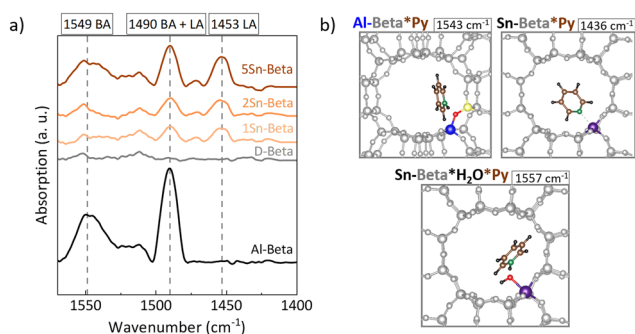 a)
1549 BA
1490 BA + LA
1453 LA
5Sn-Beta
2Sn-Beta
1Sn-Beta
D-Beta
Al-Beta
Absorption (a. u.)
1550
1500
1450
1400
Wavenumber (cm⁻¹)
b)
Al-Beta*Py 1543 cm⁻¹
Sn-Beta*Py 1436 cm⁻¹
Sn-Beta*H₂O*Py 1557 cm⁻¹